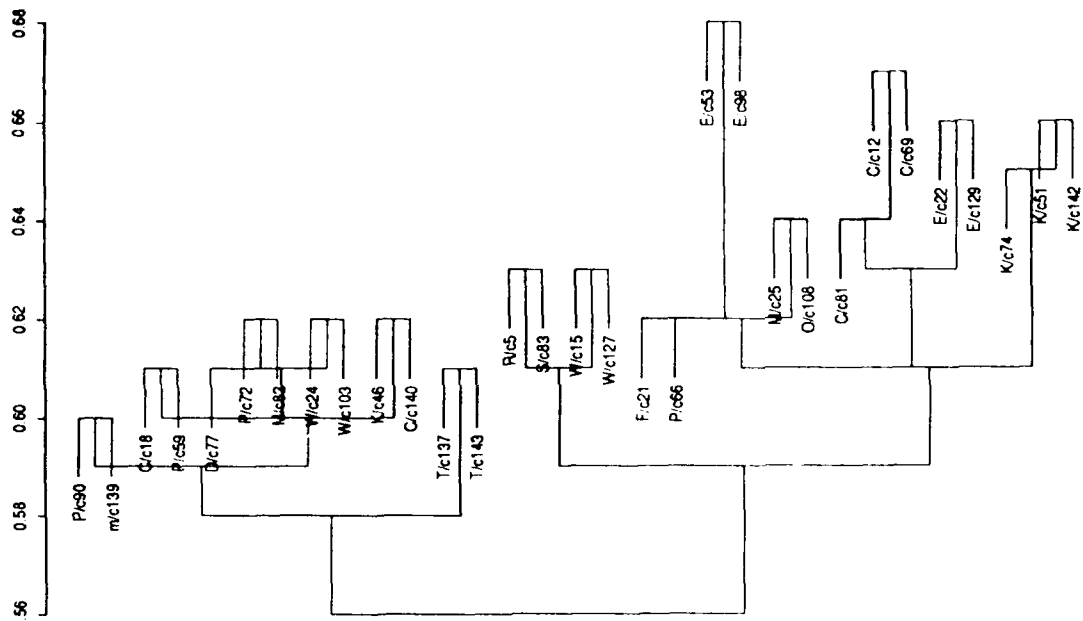 0.68
0.66
0.64
0.62
0.60
0.58
.56
P/c90
m/c139
C/c18
P/c59
D/c77
P/c72
M/c82
W/c24
W/c103
K/c46
C/c140
T/c137
T/c143
R/c5
S/c83
W/c15
W/c127
F/c21
P/c66
E/c53
E/c98
M/c25
O/c108
C/c81
C/c12
C/c69
E/c22
E/c129
K/c74
K/c51
K/c142